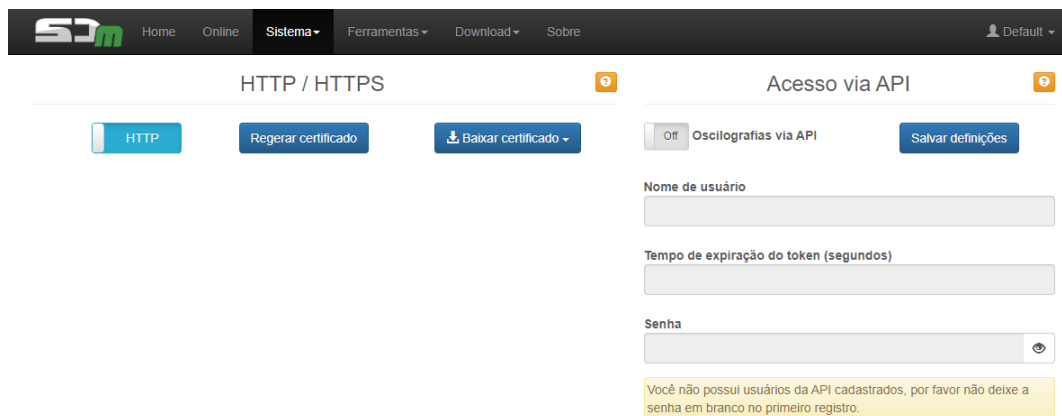 SDm Home Online Sistema Ferramentas Download Sobre Default
HTTP / HTTPS
HTTP Regerar certificado Baixar certificado
Acesso via API
Off Oscilografias via API Salvar definições
Nome de usuário
Tempo de expiração do token (segundos)
Senha
Você não possui usuários da API cadastrados, por favor não deixe a
senha em branco no primeiro registro.